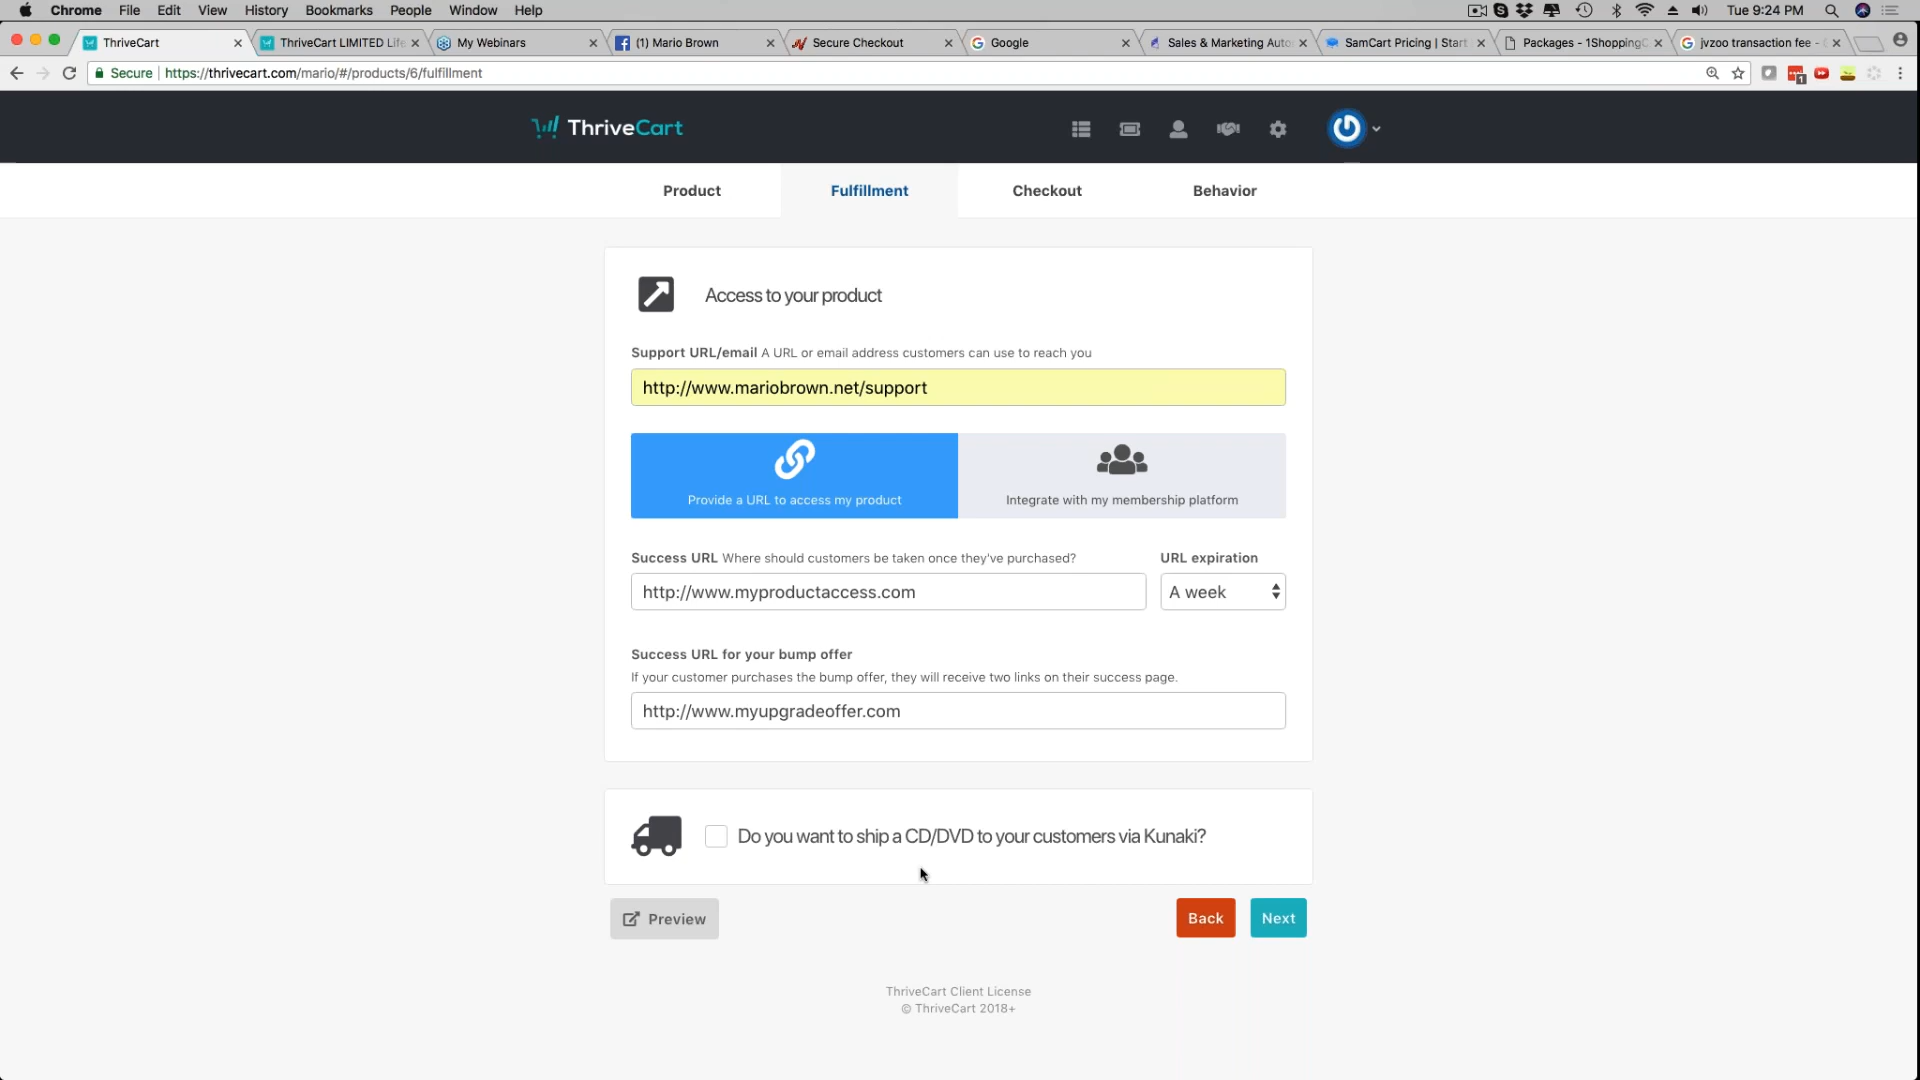 Chrome File Edit View History Bookmarks People Window Help Tue 9:24 PM
ThriveCart ThriveCart LIMITED Life My Webinars (1) Mario Brown Secure Checkout Google Sales & Marketing Auto SamCart Pricing | Start Packages - 1ShoppingC jvzoo transaction fee -
Secure https://thrivecart.com/mario/#/products/6/fulfillment 1
ThriveCart
Product Fulfillment Checkout Behavior
Access to your product
Support URL/email A URL or email address customers can use to reach you
http://www.mariobrown.net/support
Provide a URL to access my product Integrate with my membership platform
Success URL Where should customers be taken once they've purchased? URL expiration
http://www.myproductaccess.com A week
Success URL for your bump offer
If your customer purchases the bump offer, they will receive two links on their success page.
http://www.myupgradeoffer.com
Do you want to ship a CD/DVD to your customers via Kunaki?
Preview Back Next
ThriveCart Client License
© ThriveCart 2018+